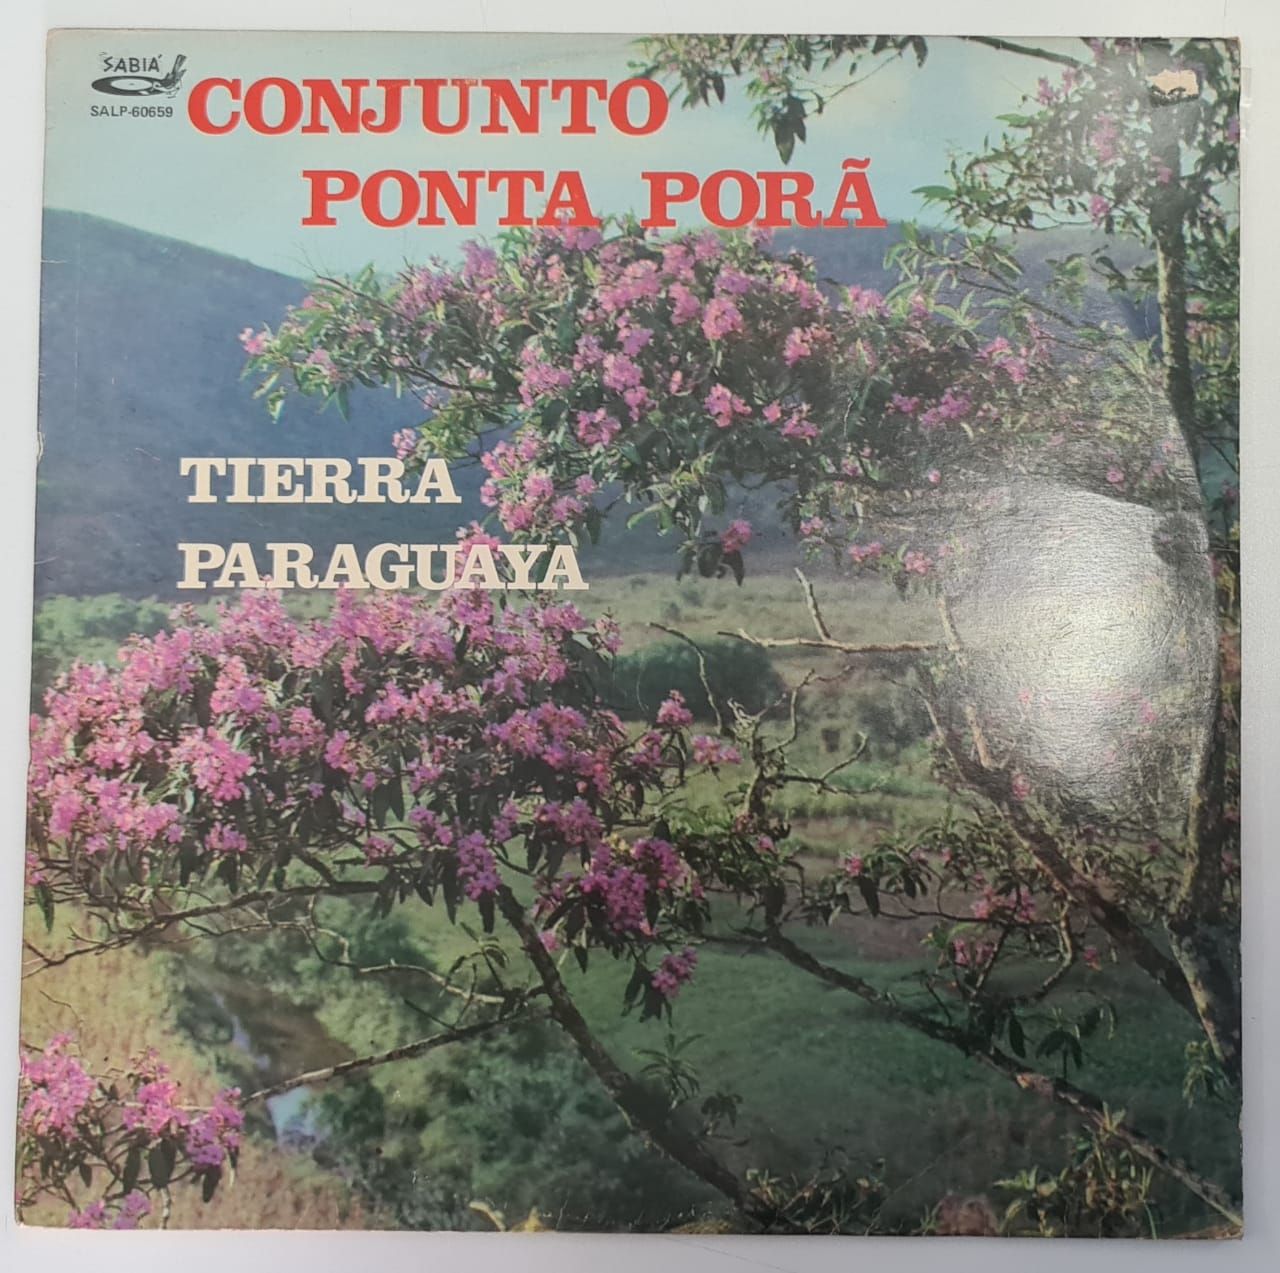 SABIÁ
SALP-60659
CONJUNTO
PONTA PORÃ
TIERRA
PARAGUAYA